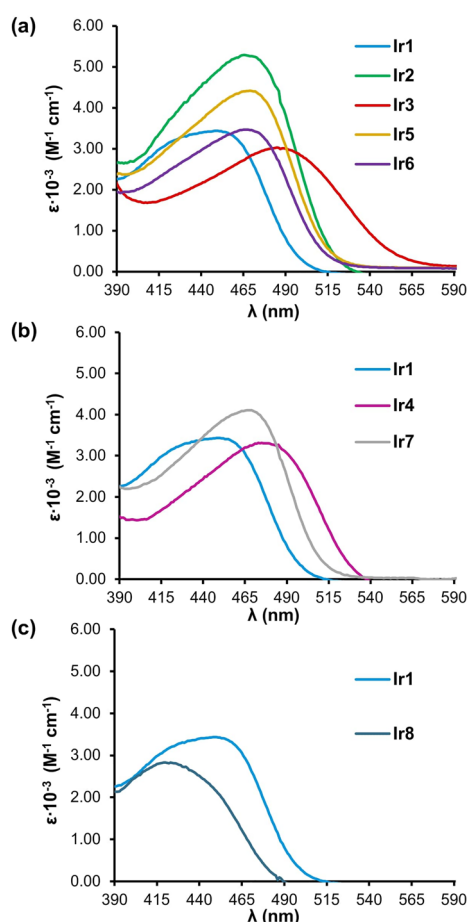 (a)
6.00
5.00
4.00
3.00
2.00
1.00
0.00
ε·10⁻³ (M⁻¹ cm⁻¹)
Ir1
Ir2
Ir3
Ir5
Ir6
390 415 440 465 490 515 540 565 590
λ (nm)
(b)
6.00
5.00
4.00
3.00
2.00
1.00
0.00
ε·10⁻³ (M⁻¹ cm⁻¹)
Ir1
Ir4
Ir7
390 415 440 465 490 515 540 565 590
λ (nm)
(c)
6.00
5.00
4.00
3.00
2.00
1.00
0.00
ε·10⁻³ (M⁻¹ cm⁻¹)
Ir1
Ir8
390 415 440 465 490 515 540 565 590
λ (nm)